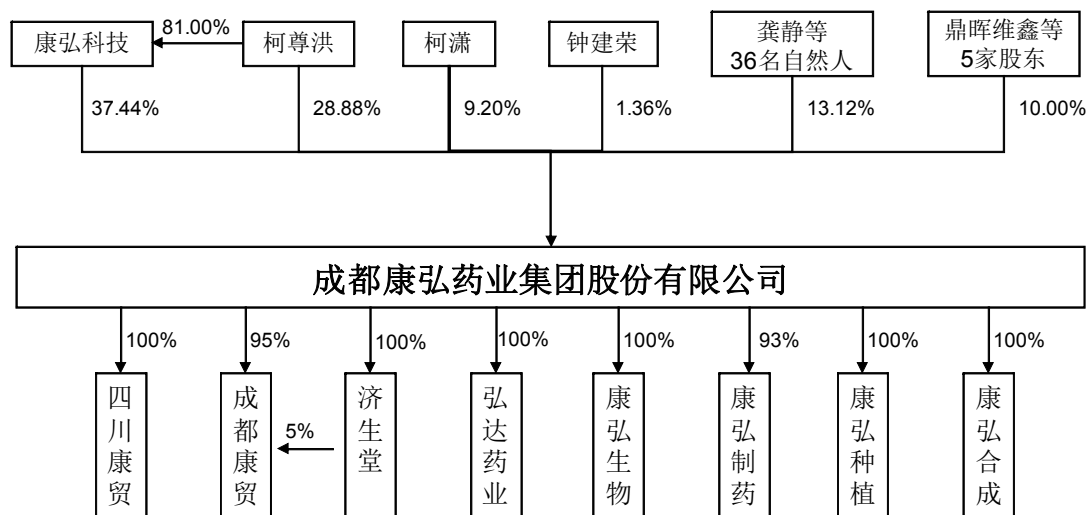 康弘科技
81.00%
柯尊洪
柯潇
钟建荣
龚静等
36名自然人
鼎晖维鑫等
5家股东
37.44%
28.88%
9.20%
1.36%
13.12%
10.00%
成都康弘药业集团股份有限公司
100%
95%
100%
100%
100%
93%
100%
100%
四川康贸
成都康贸
5%
济生堂
弘达药业
康弘生物
康弘制药
康弘种植
康弘合成